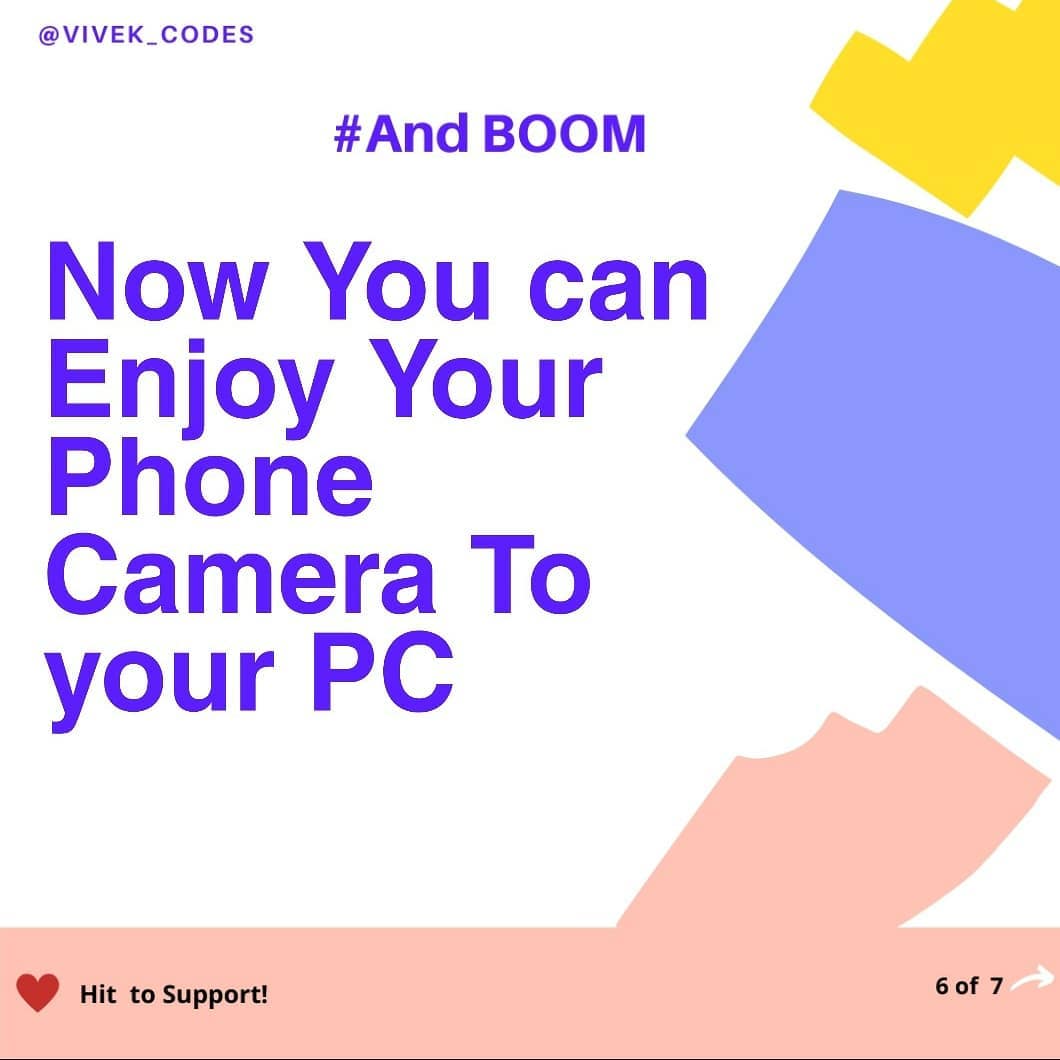 @VIVEK_CODES
#And BOOM
Now You can
Enjoy Your
Phone
Camera To
your PC
Hit to Support!
6 of 7